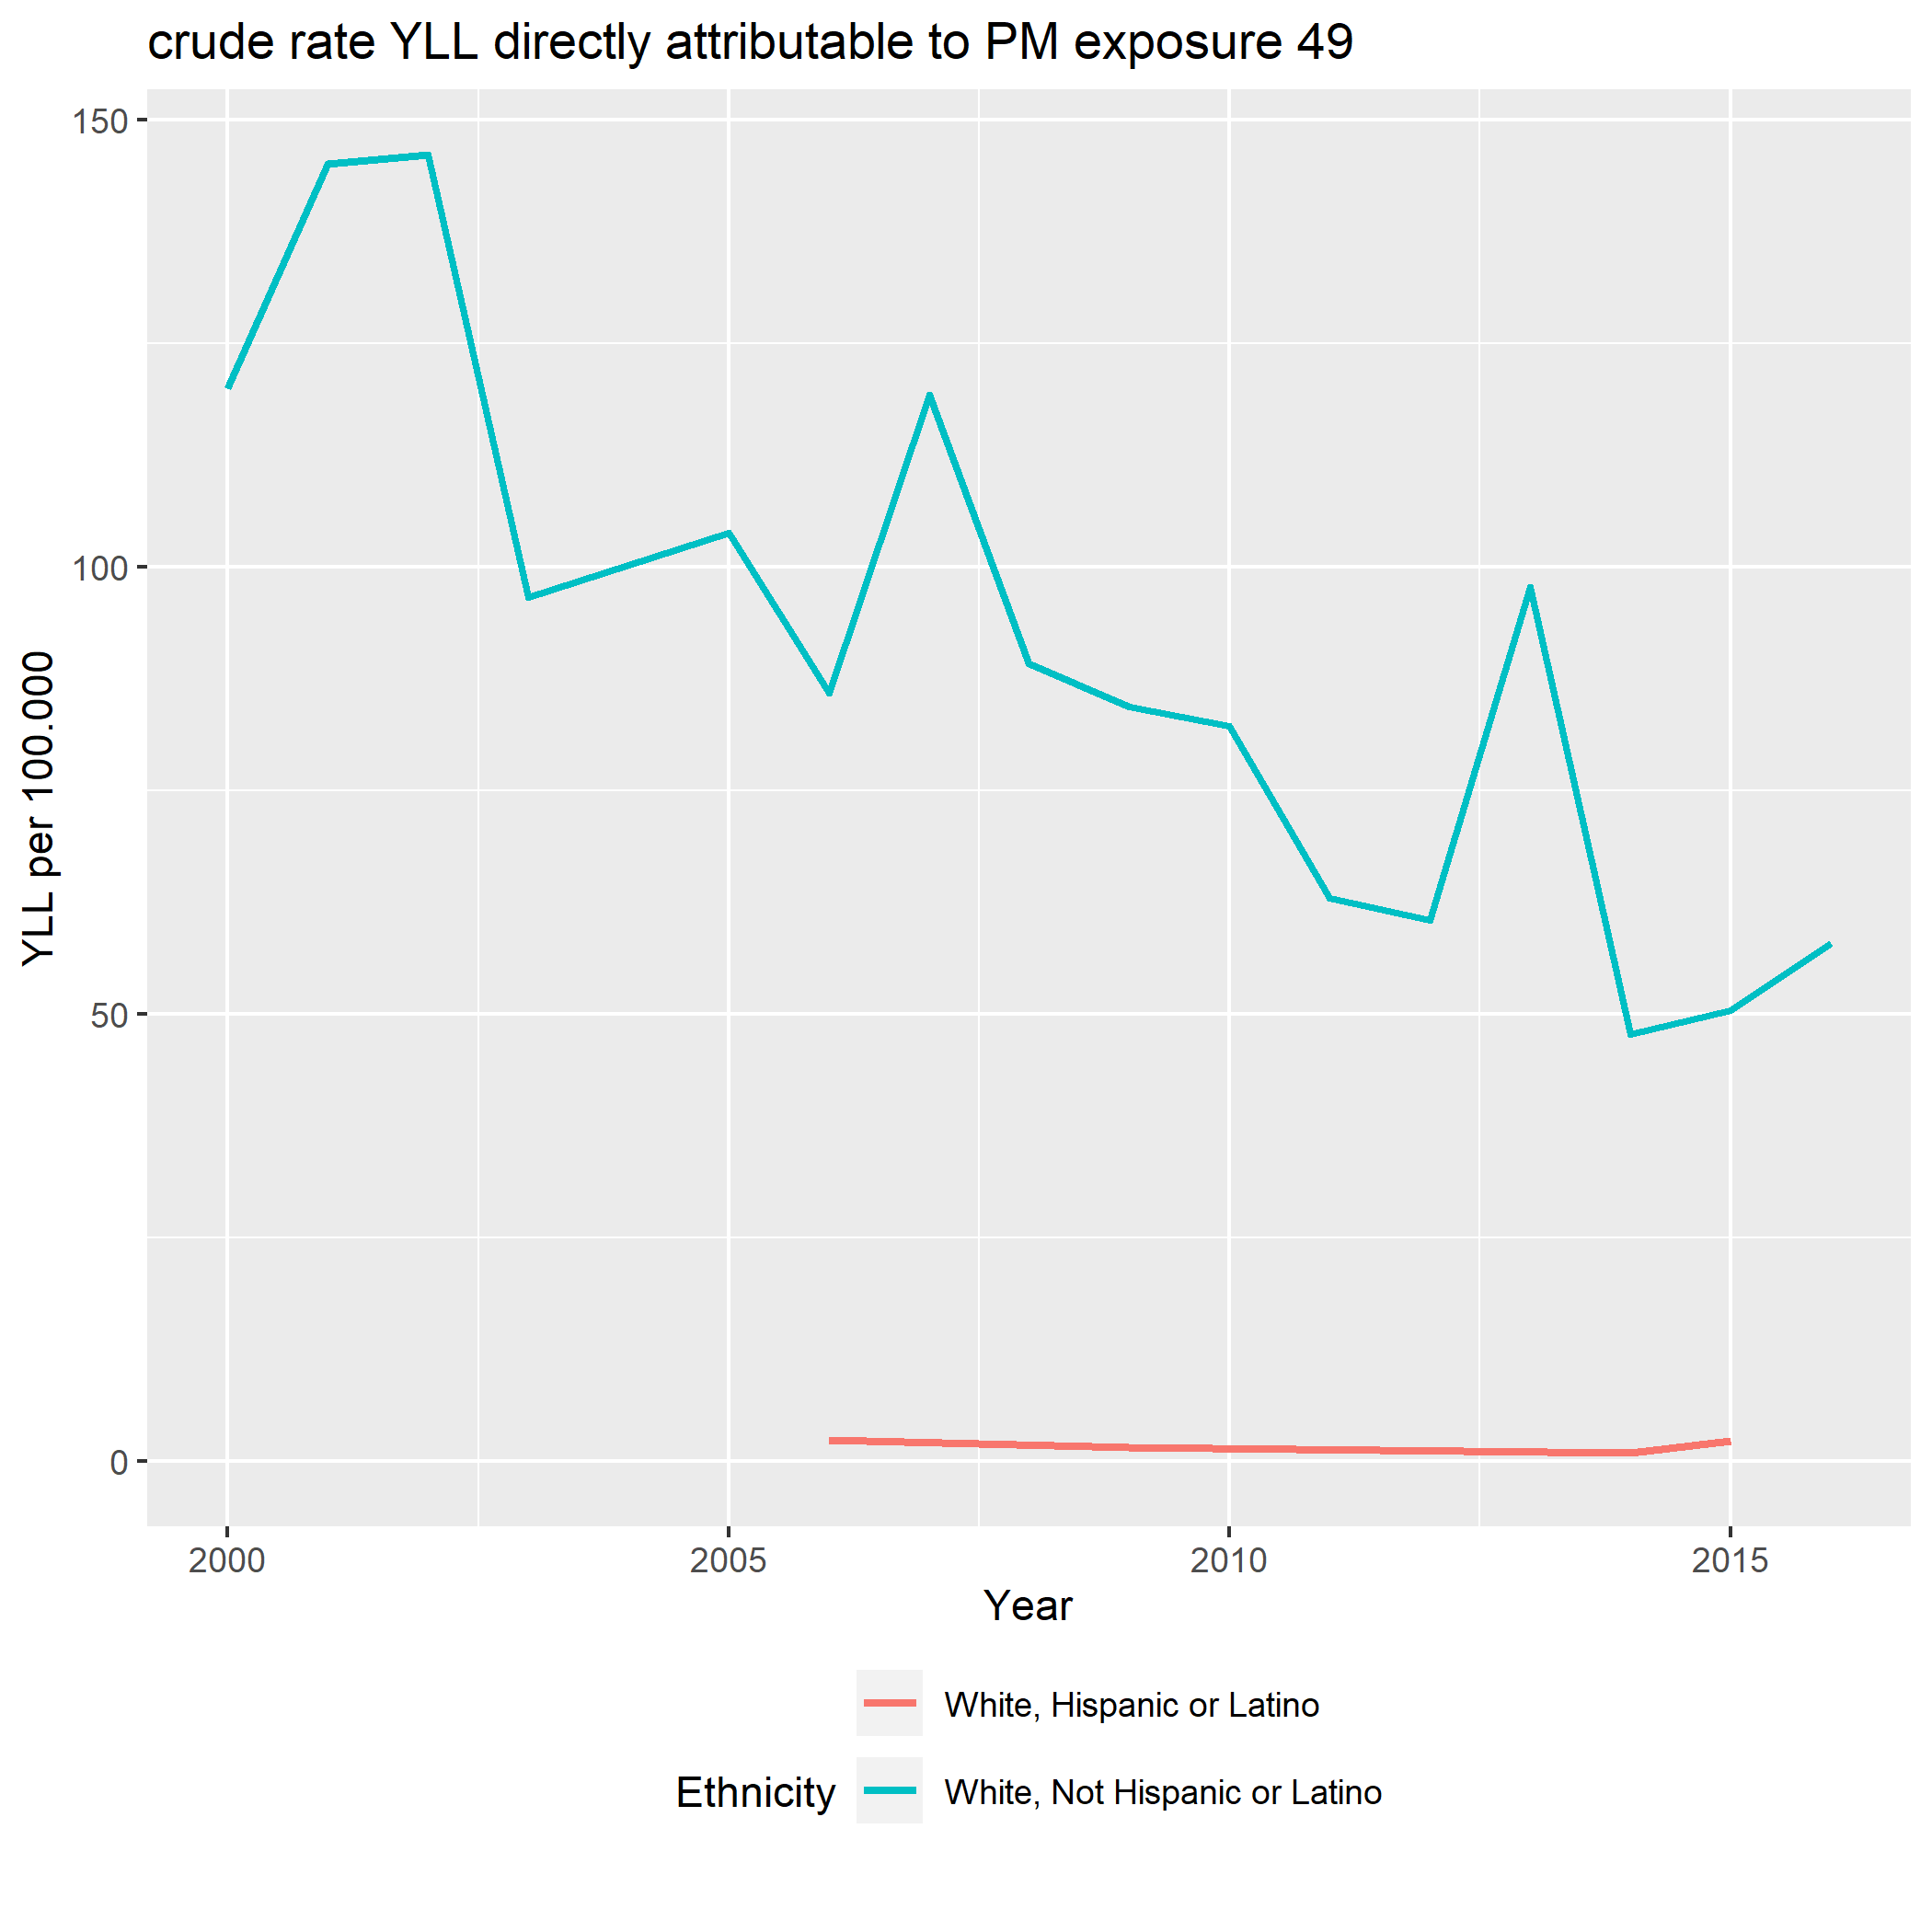 crude rate YLL directly attributable to PM exposure 49
YLL per 100.000
150
100
50
0
2000 2005 2010 2015
Year
Ethnicity
White, Hispanic or Latino
White, Not Hispanic or Latino